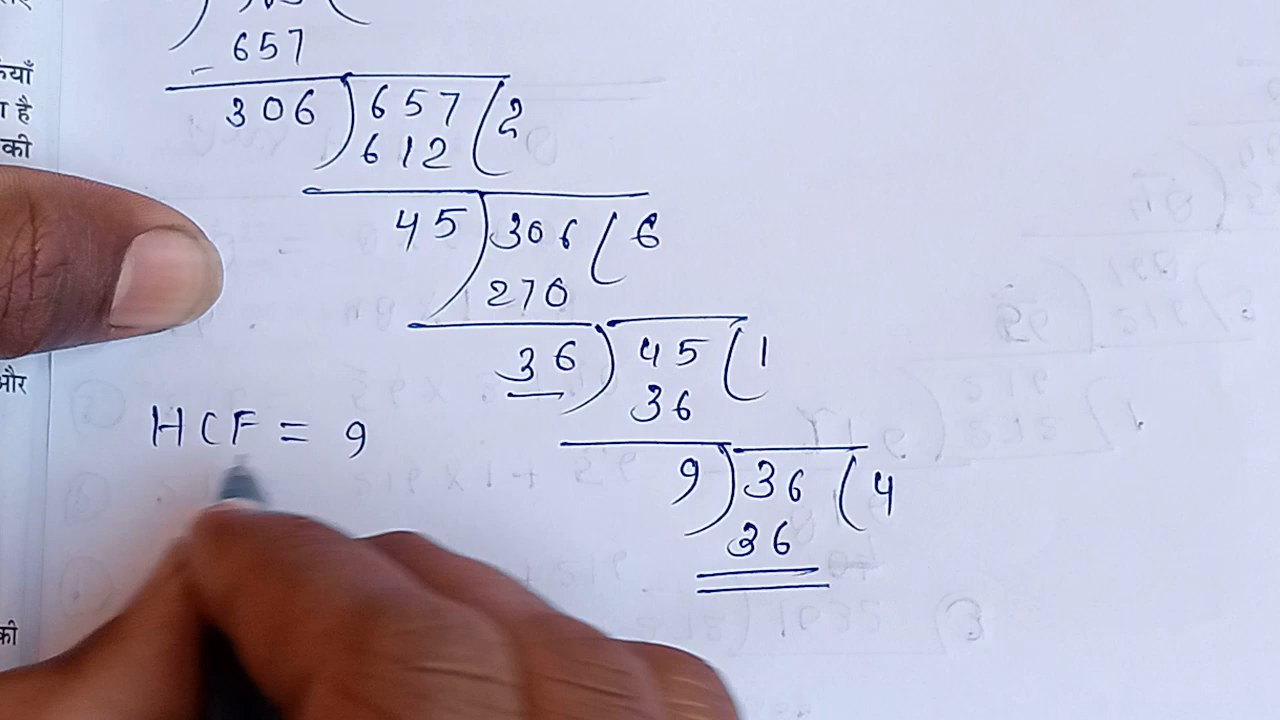 - 657
306 ) 657 ( 2
612
45 ) 306 ( 6
270
36 ) 45 ( 1
36
HCF = 9
9 ) 36 ( 4
36
है
की
और
की